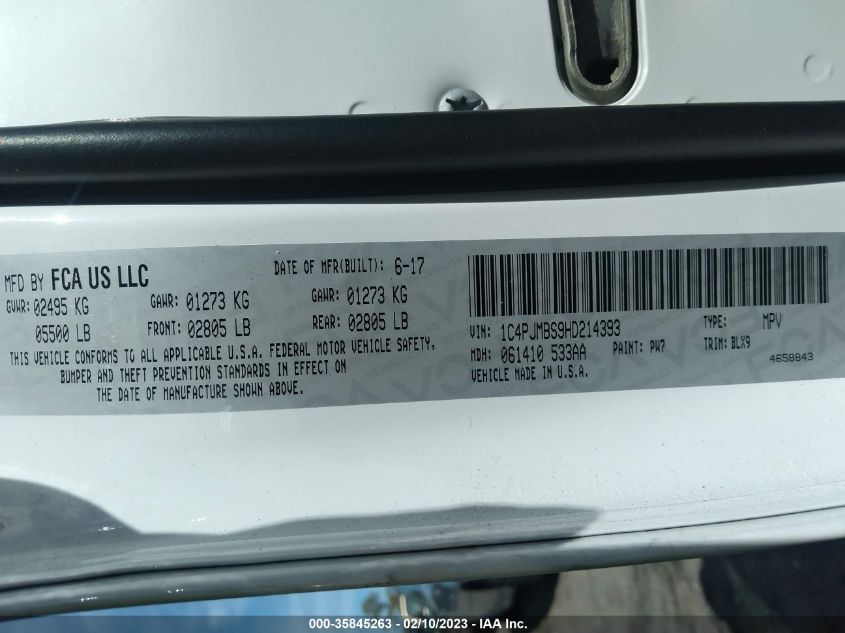 MFD BY FCA US LLC
DATE OF MFR(BUILT): 6-17
GVWR: 02495 KG
GAWR: 01273 KG
GAWR: 01273 KG
05500 LB
FRONT: 02805 LB
REAR: 02805 LB
THIS VEHICLE CONFORMS TO ALL APPLICABLE U.S.A. FEDERAL MOTOR VEHICLE SAFETY,
BUMPER AND THEFT PREVENTION STANDARDS IN EFFECT ON
THE DATE OF MANUFACTURE SHOWN ABOVE.
VIN: 1C4PJMBS9HD214393
TYPE: MPV
MDH: 061410 533AA
PAINT: PW7
TRIM: BLX9
VEHICLE MADE IN U.S.A.
4658843
000-35845263 - 02/10/2023 - IAA Inc.